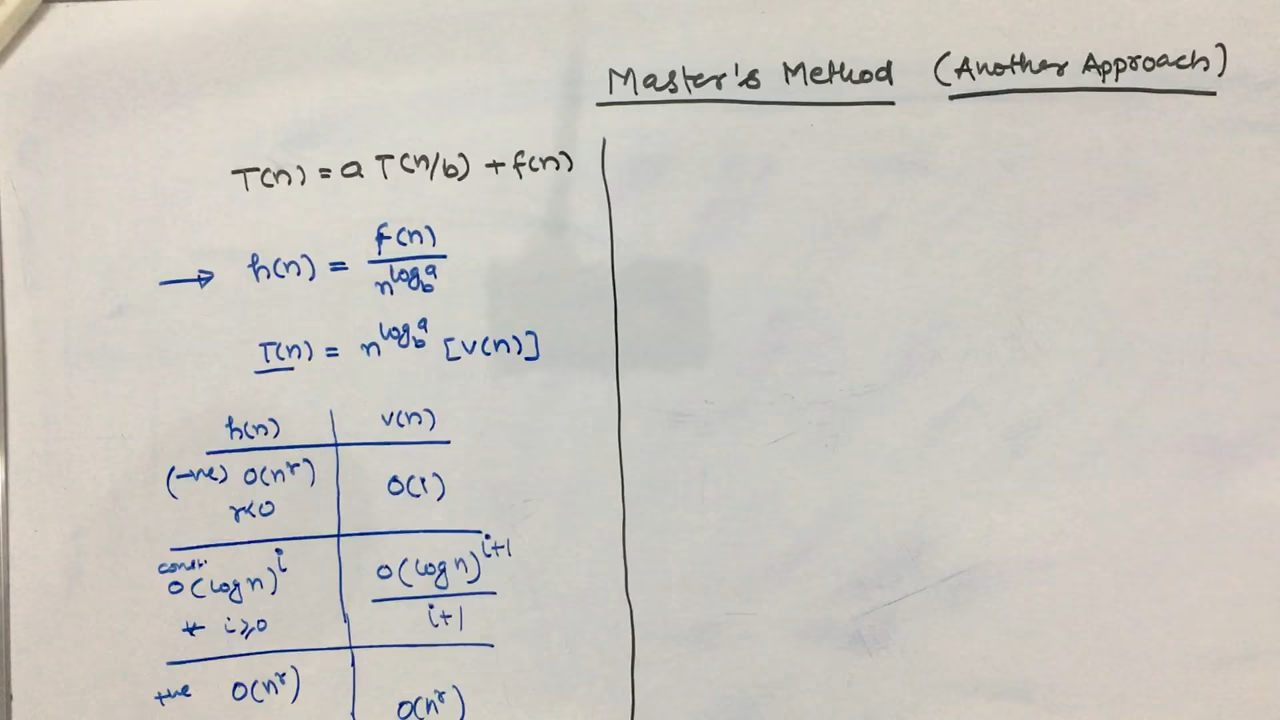 Master's Method (Another Approach)
T(n) = a T(n/b) + f(n)
→ h(n) = f(n) / n^log_b^a
T(n) = n^log_b^a [v(n)]
h(n) v(n)
(-ve) O(n^r) O(1)
r<0
const.
O(log n)^i O(log n)^i+1 / i+1
* i≥0
+ve O(n^r) O(n^r)